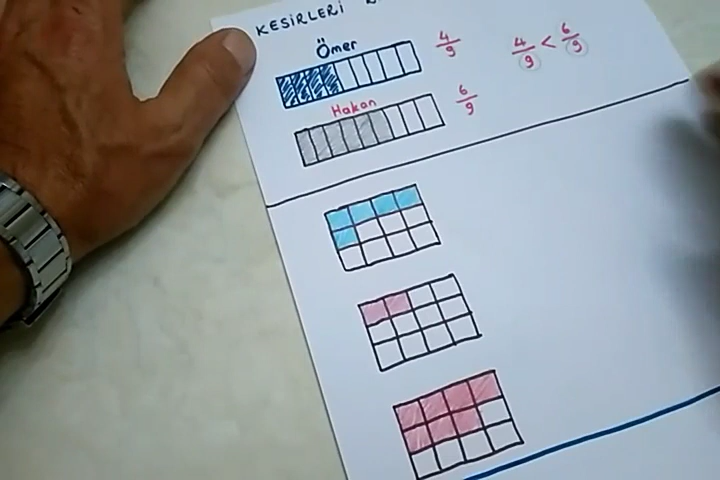 KESİRLERİ
Ömer
4/9
4/9 < 6/9
Hakan
6/9